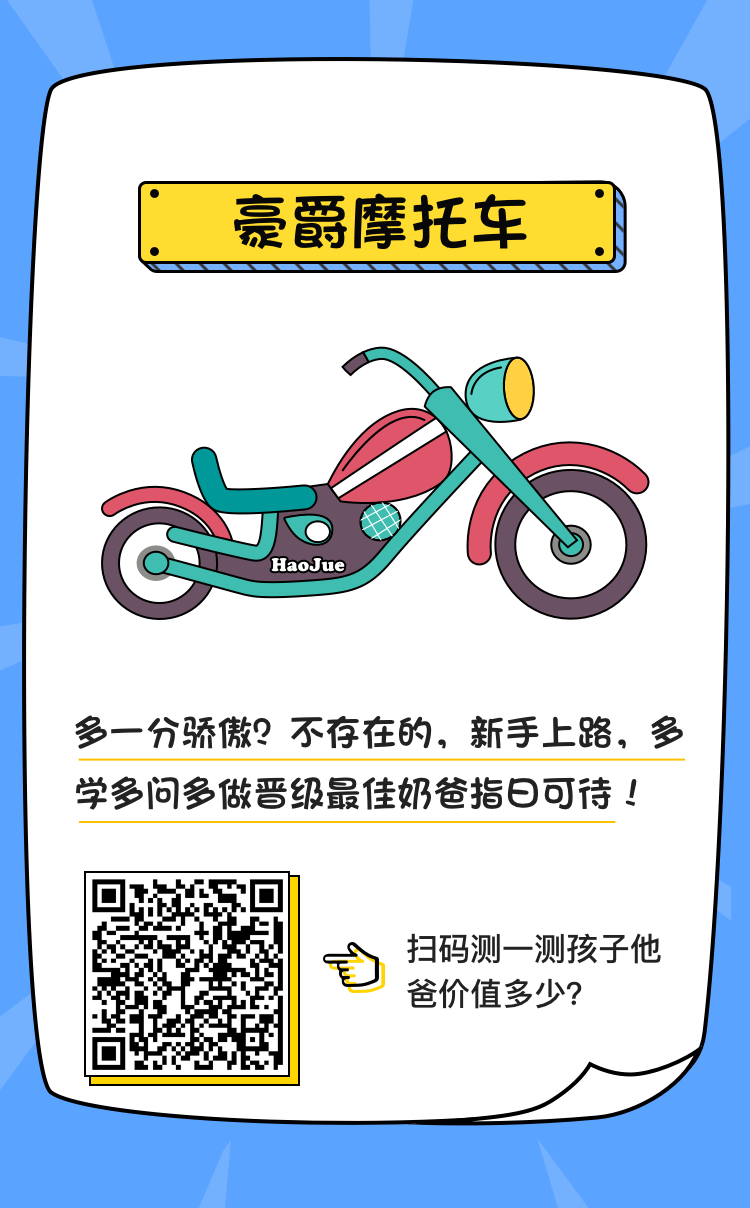 豪爵摩托车
HaoJue
多一分骄傲？不存在的，新手上路，多
学多问多做晋级最佳奶爸指日可待！
扫码测一测孩子他
爸价值多少？